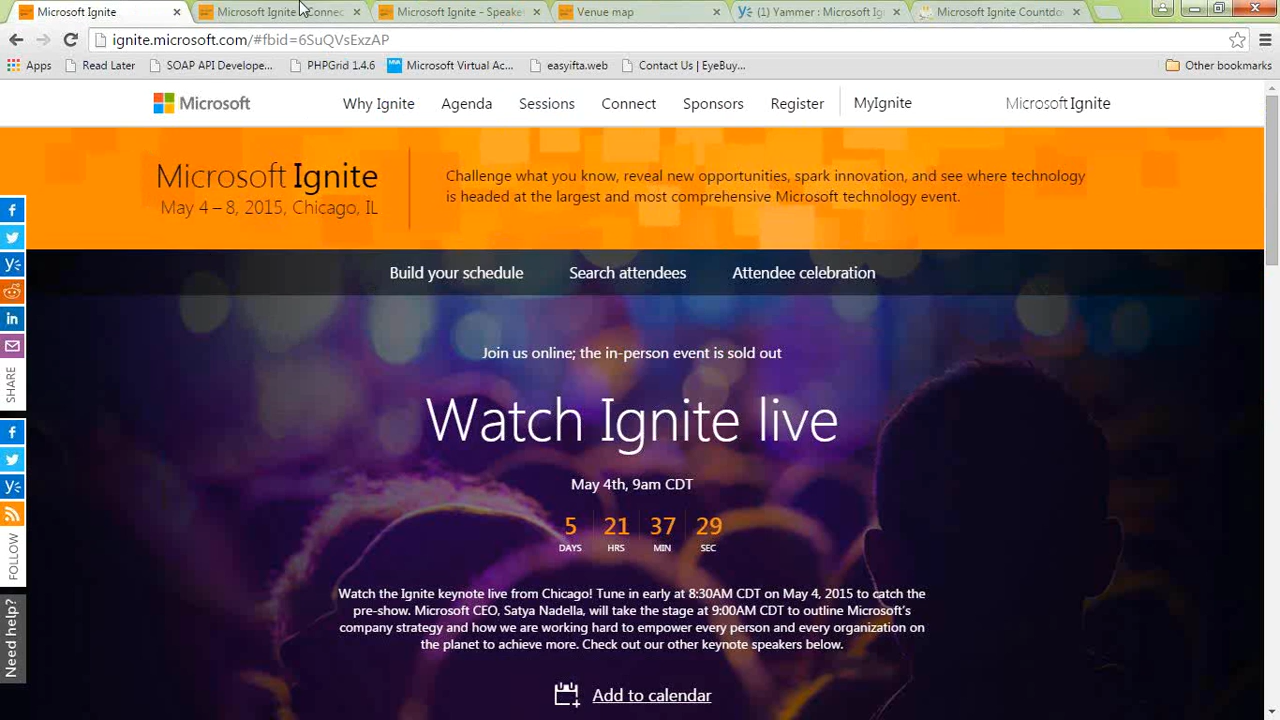 Microsoft Ignite
Microsoft Ignite - Connec
Microsoft Ignite - Speake
Venue map
(1) Yammer : Microsoft Ig
Microsoft Ignite Countdo
ignite.microsoft.com/#fbid=6SuQVsExzAP
Apps
Read Later
SOAP API Develope...
PHPGrid 1.4.6
Microsoft Virtual Ac...
easyifta.web
Contact Us | EyeBuy...
Other bookmarks
Microsoft
Why Ignite
Agenda
Sessions
Connect
Sponsors
Register
MyIgnite
Microsoft Ignite
Microsoft Ignite
May 4 – 8, 2015, Chicago, IL
Challenge what you know, reveal new opportunities, spark innovation, and see where technology
is headed at the largest and most comprehensive Microsoft technology event.
Build your schedule
Search attendees
Attendee celebration
Join us online; the in-person event is sold out
Watch Ignite live
May 4th, 9am CDT
5 21 37 29
DAYS HRS MIN SEC
Watch the Ignite keynote live from Chicago! Tune in early at 8:30AM CDT on May 4, 2015 to catch the
pre-show. Microsoft CEO, Satya Nadella, will take the stage at 9:00AM CDT to outline Microsoft's
company strategy and how we are working hard to empower every person and every organization on
the planet to achieve more. Check out our other keynote speakers below.
Add to calendar
SHARE
FOLLOW
Need help?